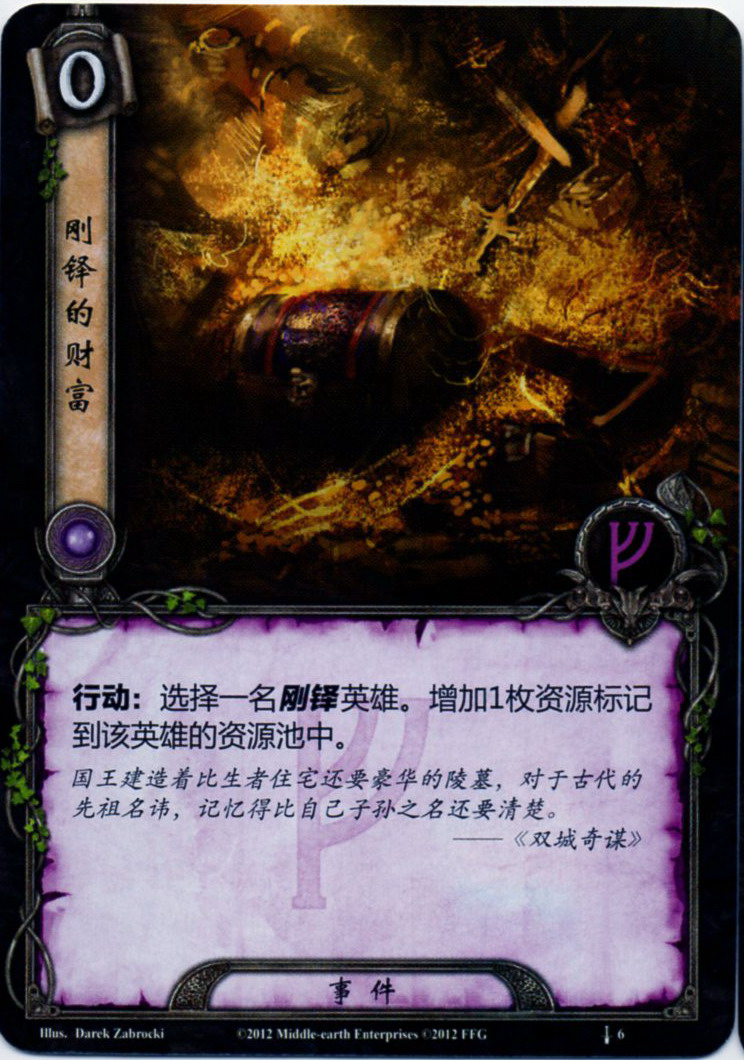 0
刚铎的财富
行动：选择一名刚铎英雄。增加1枚资源标记
到该英雄的资源池中。
国王建造着比生者住宅还要豪华的陵墓，对于古代的
先祖名讳，记忆得比自己子孙之名还要清楚。
——《双城奇谋》
事件
Illus. Darek Zabrocki ©2012 Middle-earth Enterprises ©2012 FFG 6